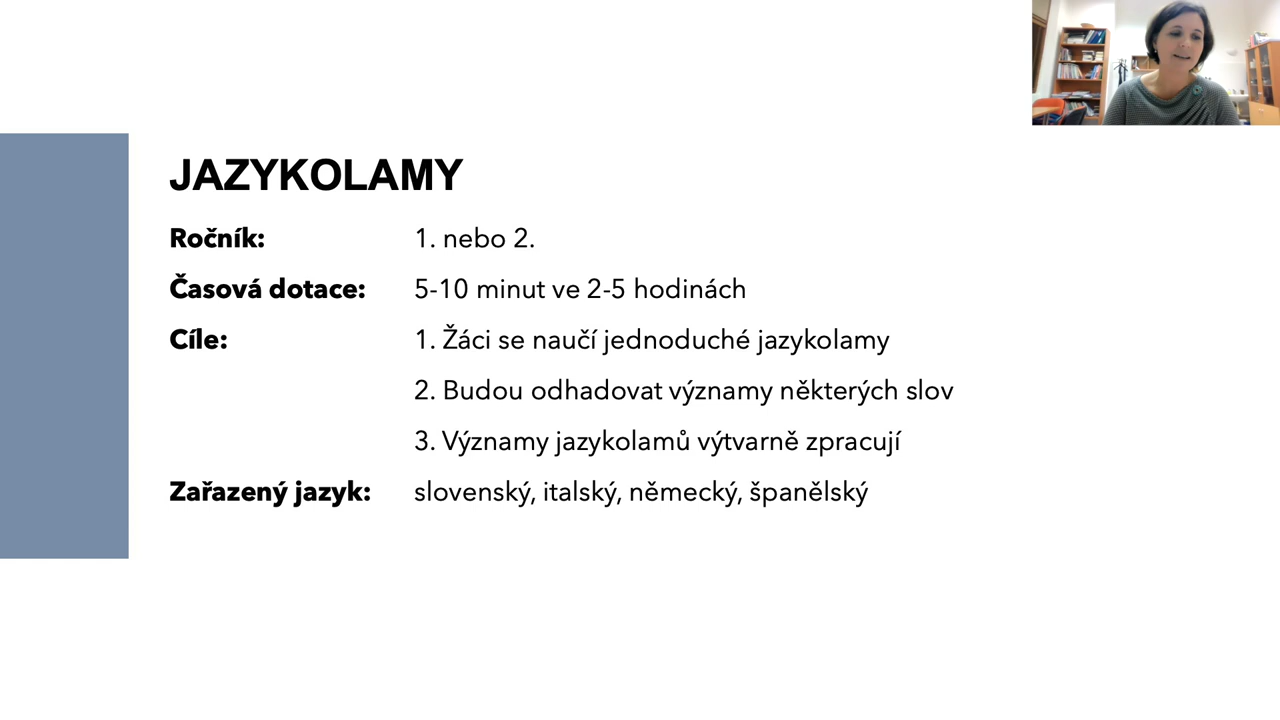 JAZYKOLAMY
Ročník: 1. nebo 2.
Časová dotace: 5-10 minut ve 2-5 hodinách
Cíle: 1. Žáci se naučí jednoduché jazykolamy
2. Budou odhadovat významy některých slov
3. Významy jazykolamů výtvarně zpracují
Zařazený jazyk: slovenský, italský, německý, španělský